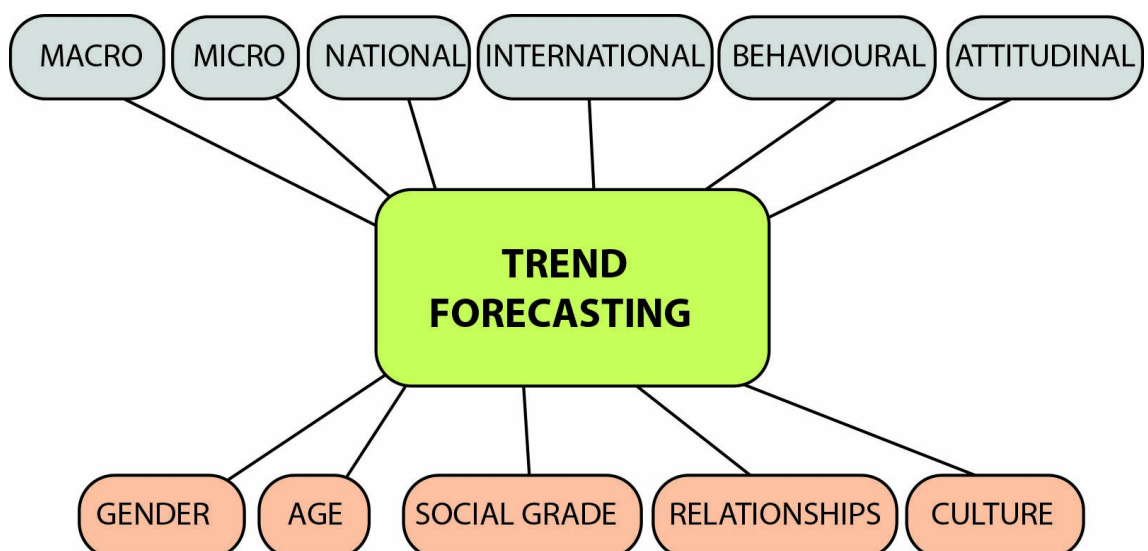 MACRO
MICRO
NATIONAL
INTERNATIONAL
BEHAVIOURAL
ATTITUDINAL
TREND
FORECASTING
GENDER
AGE
SOCIAL GRADE
RELATIONSHIPS
CULTURE